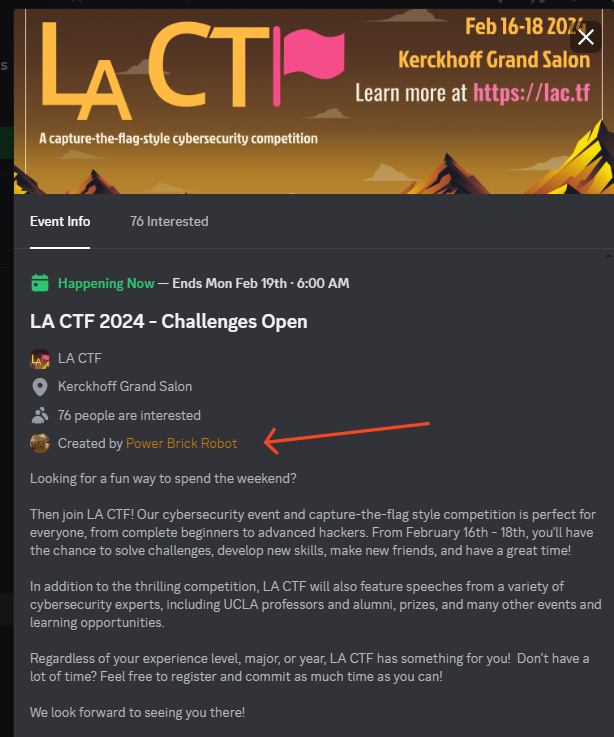 LA CTF
Feb 16-18 2024
Kerckhoff Grand Salon
Learn more at https://lac.tf
A capture-the-flag-style cybersecurity competition
s
Event Info
76 Interested
Happening Now — Ends Mon Feb 19th · 6:00 AM
LA CTF 2024 - Challenges Open
LA CTF
Kerckhoff Grand Salon
76 people are interested
Created by Power Brick Robot
Looking for a fun way to spend the weekend?
Then join LA CTF! Our cybersecurity event and capture-the-flag style competition is perfect for
everyone, from complete beginners to advanced hackers. From February 16th - 18th, you'll have
the chance to solve challenges, develop new skills, make new friends, and have a great time!
In addition to the thrilling competition, LA CTF will also feature speeches from a variety of
cybersecurity experts, including UCLA professors and alumni, prizes, and many other events and
learning opportunities.
Regardless of your experience level, major, or year, LA CTF has something for you!  Don't have a
lot of time? Feel free to register and commit as much time as you can!
We look forward to seeing you there!